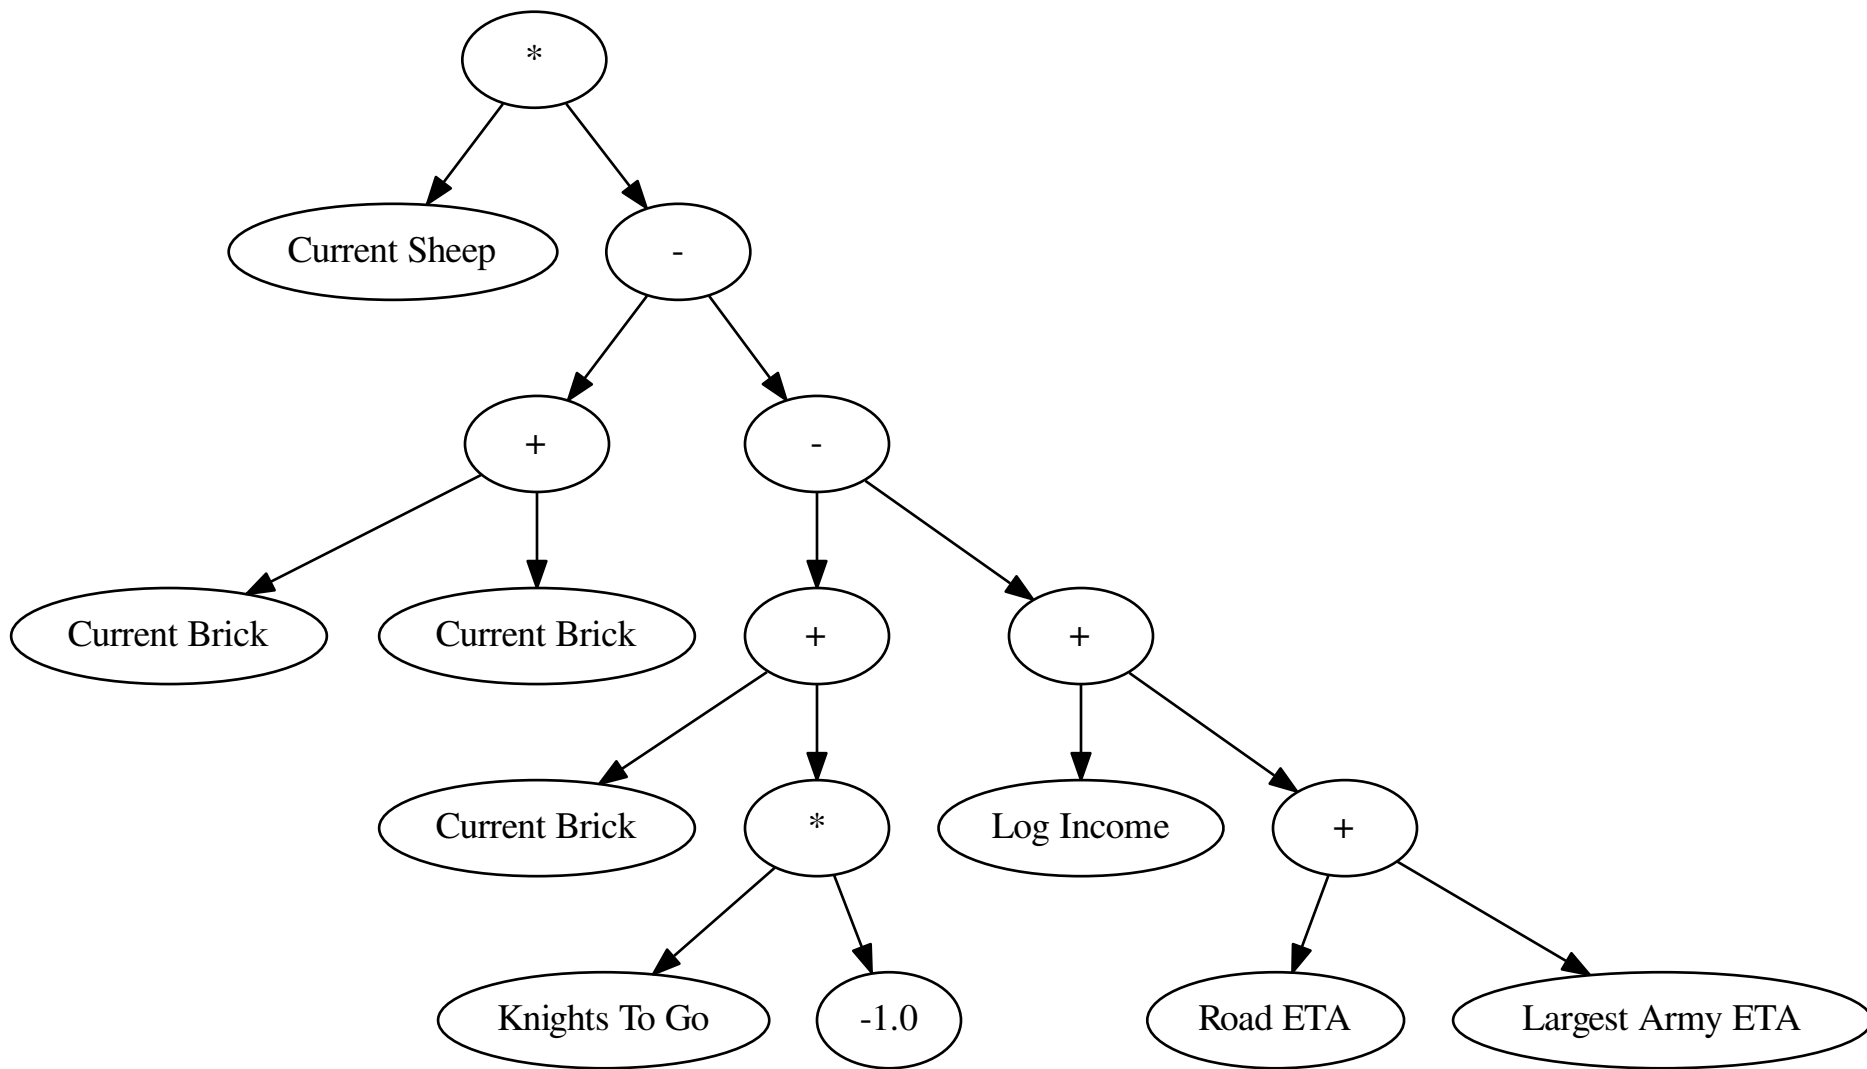 *
Current Sheep
-
+
-
Current Brick
Current Brick
+
+
Current Brick
*
Log Income
+
Knights To Go
-1.0
Road ETA
Largest Army ETA